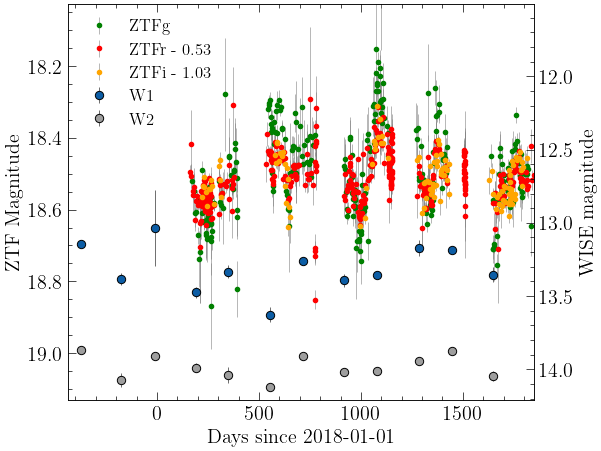 ZTFg
ZTFr - 0.53
ZTFi - 1.03
W1
W2
18.2
18.4
18.6
18.8
19.0
ZTF Magnitude
12.0
12.5
13.0
13.5
14.0
WISE magnitude
0
500
1000
1500
Days since 2018-01-01